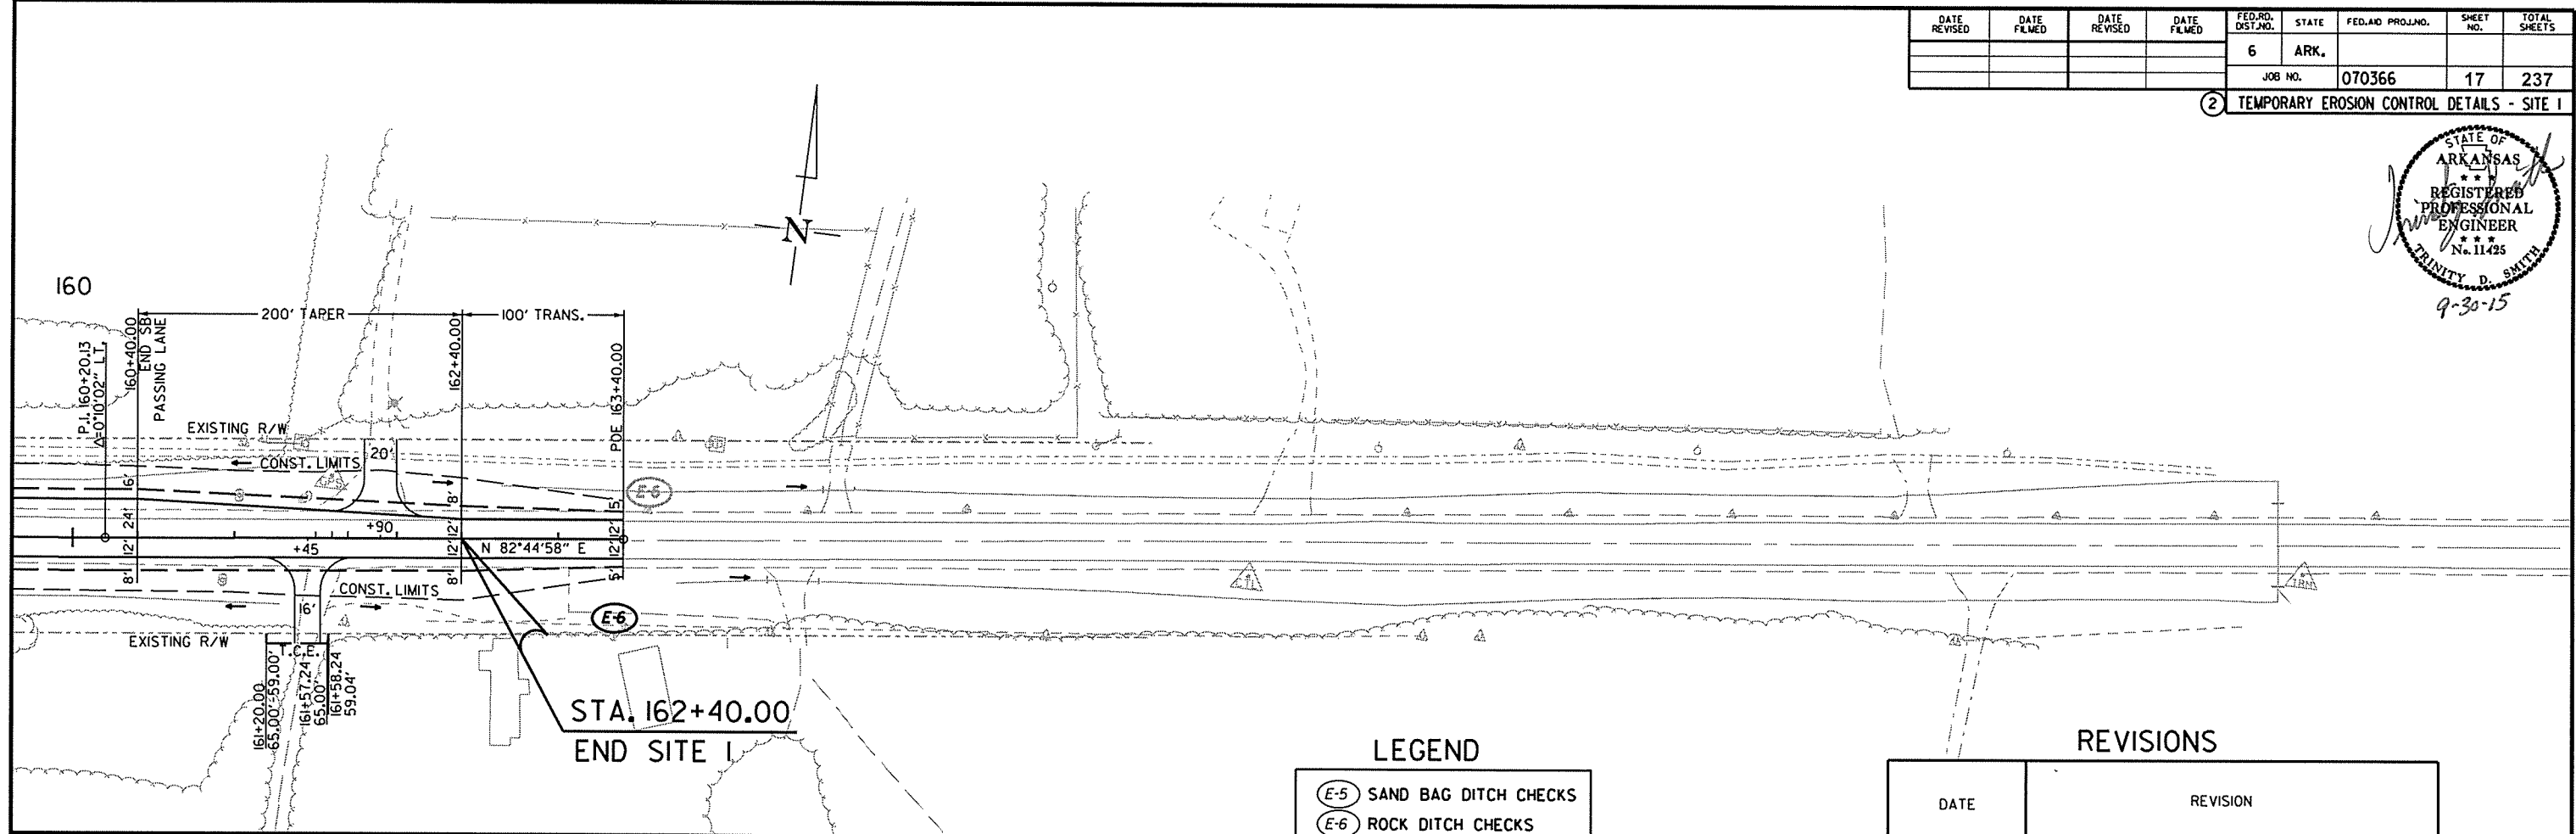 DATE REVISED
DATE FILMED
DATE REVISED
DATE FILMED
FED.RD. DIST.NO.
STATE
FED.AID PROJ.NO.
SHEET NO.
TOTAL SHEETS
6
ARK.
JOB NO.
070366
17
237
2
TEMPORARY EROSION CONTROL DETAILS - SITE 1
STATE OF
ARKANSAS
★ ★ ★
REGISTERED
PROFESSIONAL
ENGINEER
★ ★ ★
No. 11425
TRINITY D. SMITH
9-30-15
N
160
200' TAPER
100' TRANS.
P.I. 160+20.13
Δ=0°10'02" LT.
160+40.00
END SB
PASSING LANE
162+40.00
POE 163+40.00
EXISTING R/W
CONST. LIMITS
20'
16'
24'
12'
8'
8'
12'
12'
8'
5'
12'
12'
5'
E-6
+90
+45
N 82°44'58" E
CONST. LIMITS
16'
E-6
EXISTING R/W
T.C.E.
161+20.00
65.00'-59.00'
161+57.24
65.00'
161+58.24
59.04'
STA. 162+40.00
END SITE 1
LEGEND
E-5 SAND BAG DITCH CHECKS
E-6 ROCK DITCH CHECKS
REVISIONS
DATE
REVISION